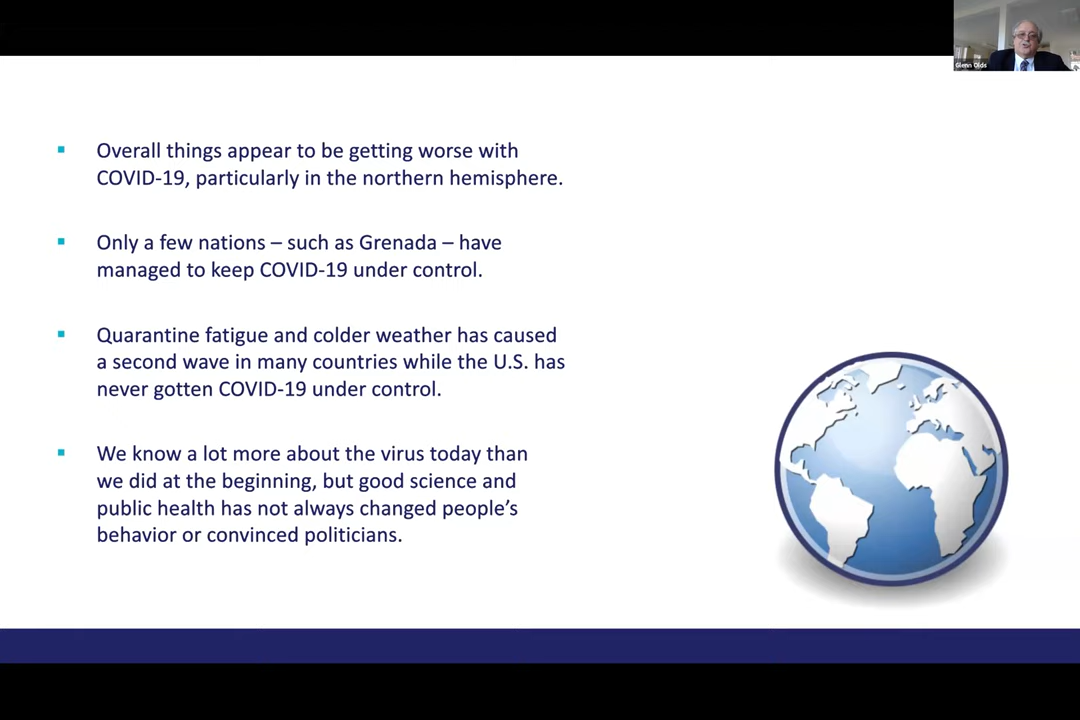 Glenn Olds
Overall things appear to be getting worse with
COVID-19, particularly in the northern hemisphere.
Only a few nations – such as Grenada – have
managed to keep COVID-19 under control.
Quarantine fatigue and colder weather has caused
a second wave in many countries while the U.S. has
never gotten COVID-19 under control.
We know a lot more about the virus today than
we did at the beginning, but good science and
public health has not always changed people's
behavior or convinced politicians.